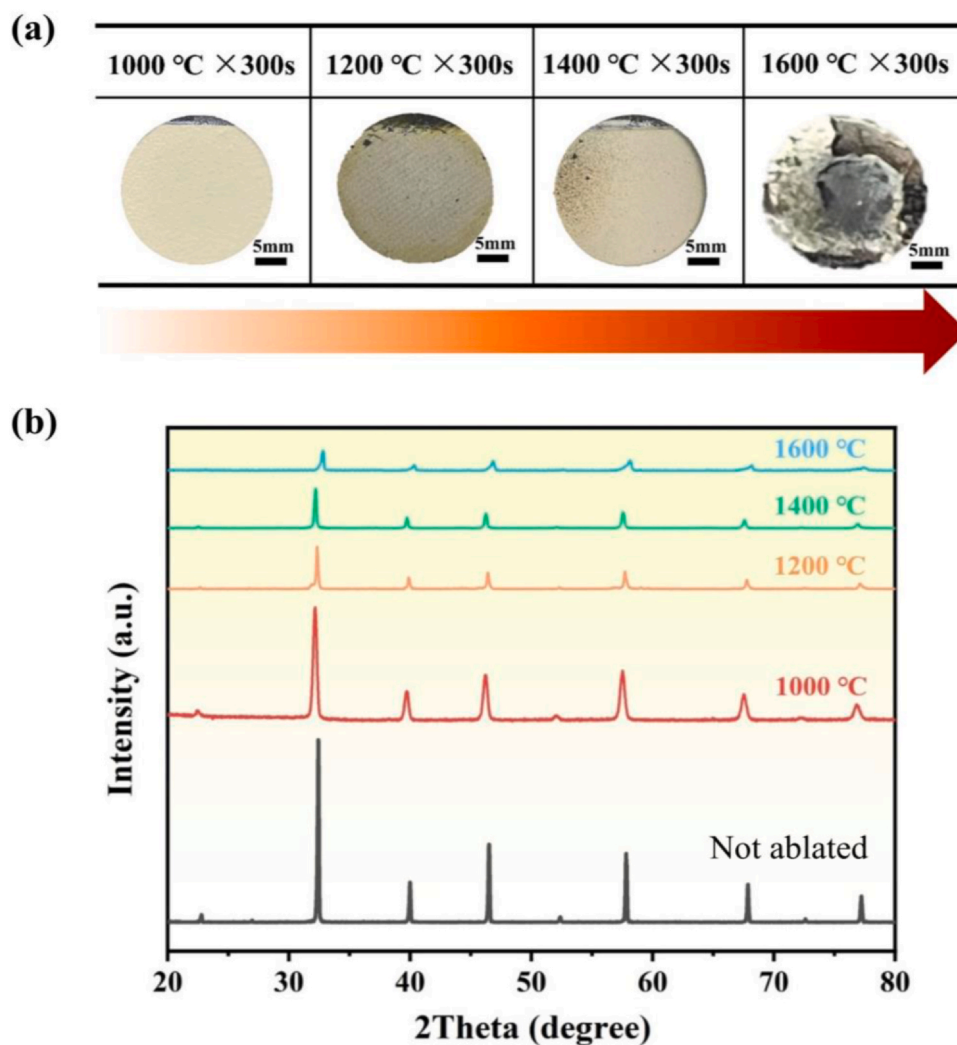 (a)
1000 ℃ ×300s 1200 ℃ ×300s 1400 ℃ ×300s 1600 ℃ ×300s
5mm 5mm 5mm 5mm
(b)
1600 ℃
1400 ℃
1200 ℃
1000 ℃
Not ablated
Intensity (a.u.)
20 30 40 50 60 70 80
2Theta (degree)